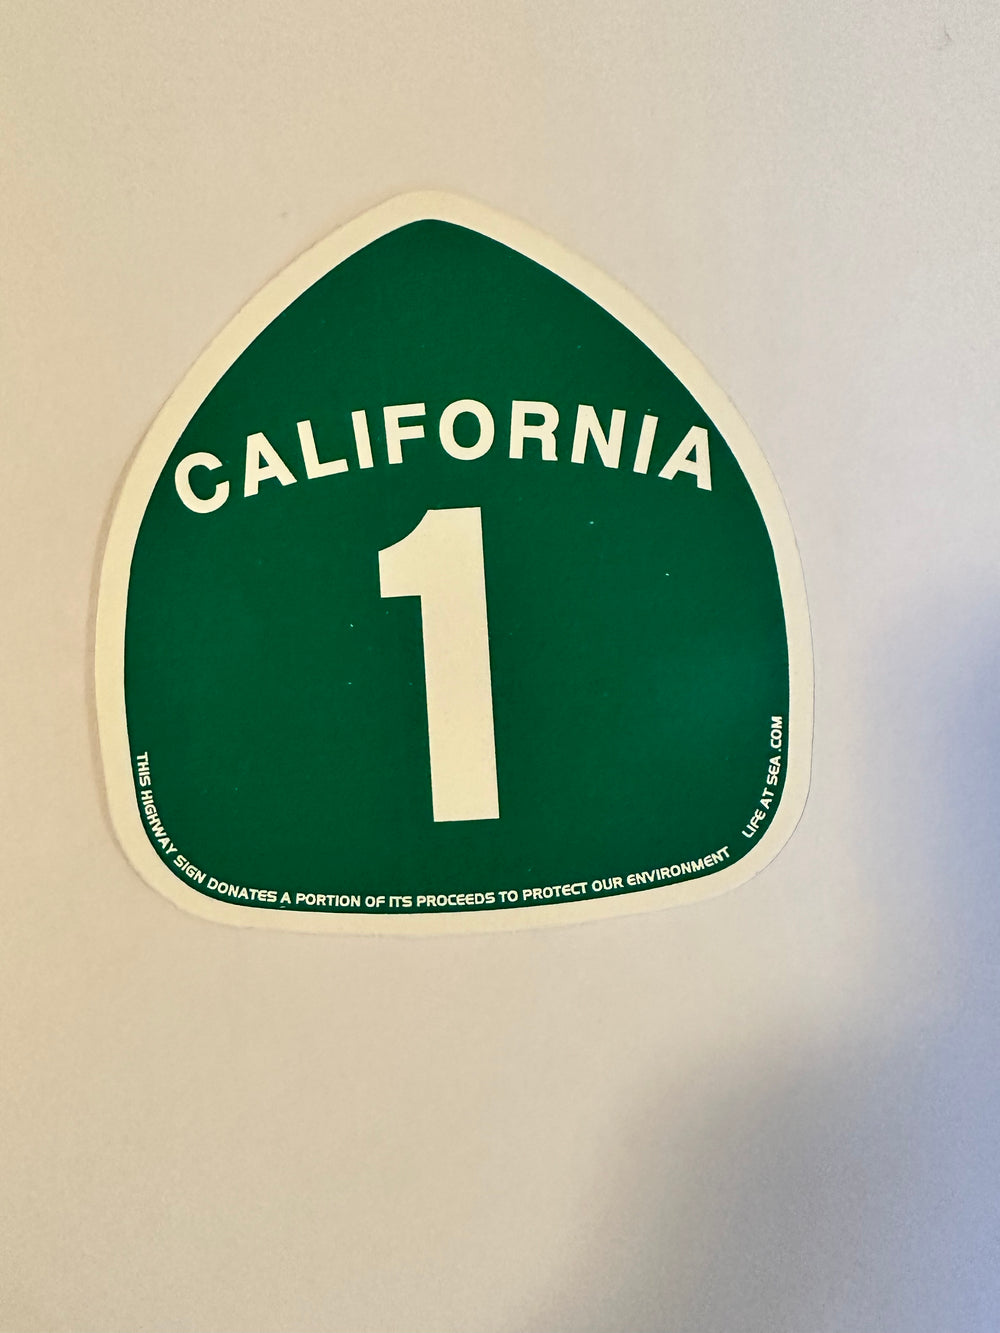 CALIFORNIA
1
THIS HIGHWAY SIGN DONATES A PORTION OF ITS PROCEEDS TO PROTECT OUR ENVIRONMENT
LIFE AT SEA .COM